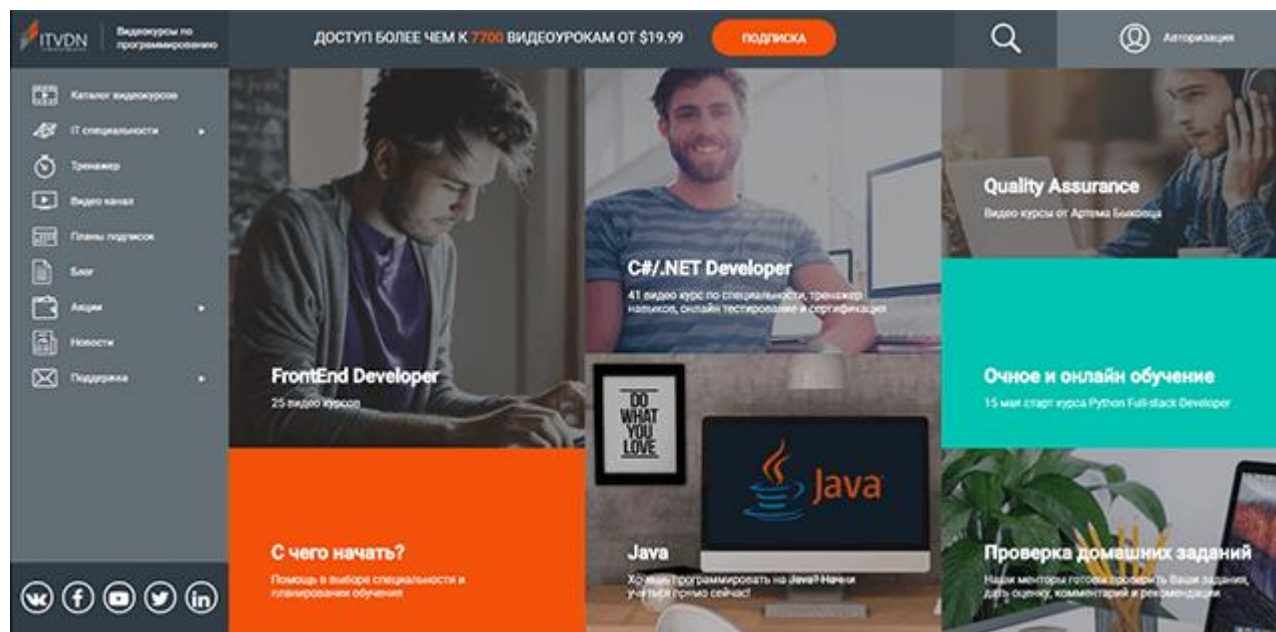 ITVDN
Видеокурсы по
программированию
ДОСТУП БОЛЕЕ ЧЕМ К 7700 ВИДЕОУРОКАМ ОТ $19.99
ПОДПИСКА
Авторизация
Каталог видеокурсов
IT специальности
Тренажер
Видео канал
Планы подписок
Блог
Акции
Новости
Поддержка
FrontEnd Developer
25 видео курсов
C#/.NET Developer
41 видео курс по специальности, тренажер
навыков, онлайн тестирование и сертификация
Quality Assurance
Видео курсы от Артема Быковца
Очное и онлайн обучение
15 мая старт курса Python Full-stack Developer
С чего начать?
Помощь в выборе специальности и
планировании обучения
DO
WHAT
YOU
LOVE
Java
Java
Хочешь программировать на Java? Начни
учиться прямо сейчас!
Проверка домашних заданий
Наши менторы готовы проверить Ваши задания,
дать оценку, комментарий и рекомендации